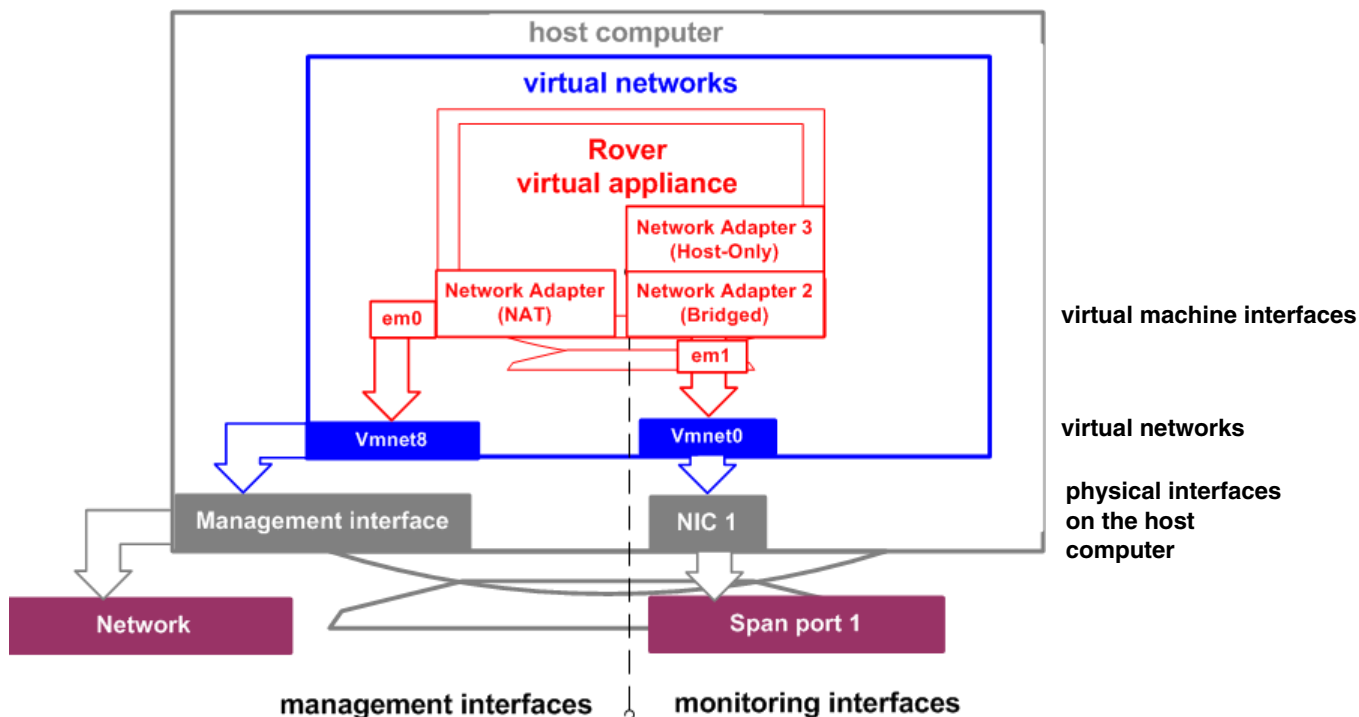 host computer
virtual networks
Rover
virtual appliance
Network Adapter 3
(Host-Only)
Network Adapter
(NAT)
Network Adapter 2
(Bridged)
em0
em1
virtual machine interfaces
Vmnet8
Vmnet0
virtual networks
Management interface
NIC 1
physical interfaces
on the host
computer
Network
Span port 1
management interfaces
monitoring interfaces